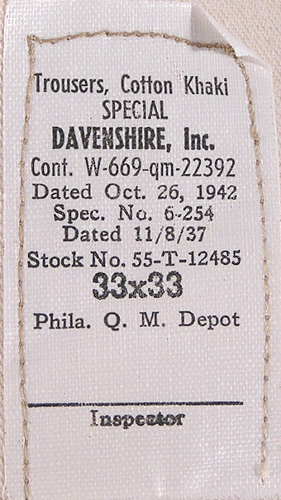 Trousers, Cotton Khaki
SPECIAL
DAVENSHIRE, Inc.
Cont. W-669-qm-22392
Dated Oct. 26, 1942
Spec. No. 6-254
Dated 11/8/37
Stock No. 55-T-12485
33x33
Phila. Q. M. Depot
Inspector